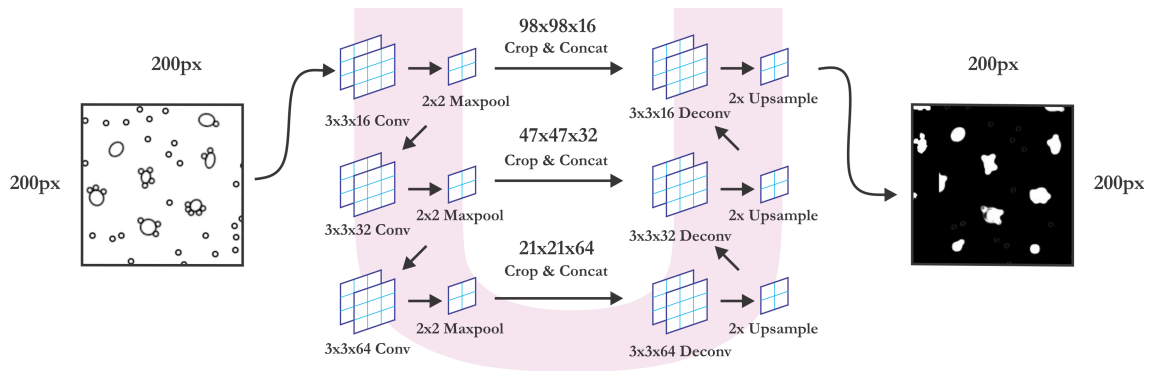 200px
200px
3x3x16 Conv
2x2 Maxpool
98x98x16
Crop & Concat
3x3x16 Deconv
2x Upsample
3x3x32 Conv
2x2 Maxpool
47x47x32
Crop & Concat
3x3x32 Deconv
2x Upsample
3x3x64 Conv
2x2 Maxpool
21x21x64
Crop & Concat
3x3x64 Deconv
2x Upsample
200px
200px